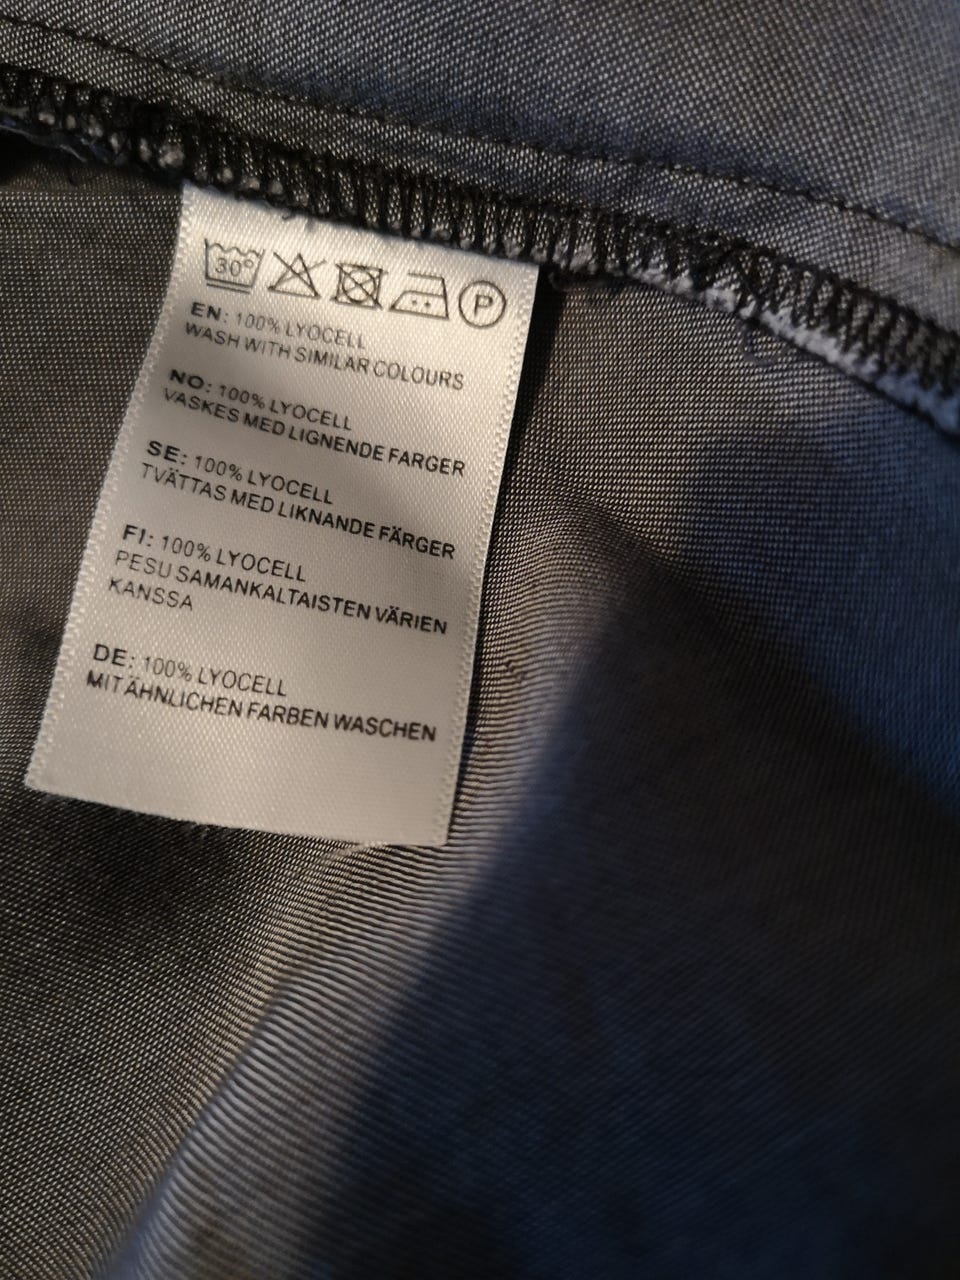 30°
P
EN: 100% LYOCELL
WASH WITH SIMILAR COLOURS
NO: 100% LYOCELL
VASKES MED LIGNENDE FARGER
SE: 100% LYOCELL
TVÄTTAS MED LIKNANDE FÄRGER
FI: 100% LYOCELL
PESU SAMANKALTAISTEN VÄRIEN
KANSSA
DE: 100% LYOCELL
MIT ÄHNLICHEN FARBEN WASCHEN